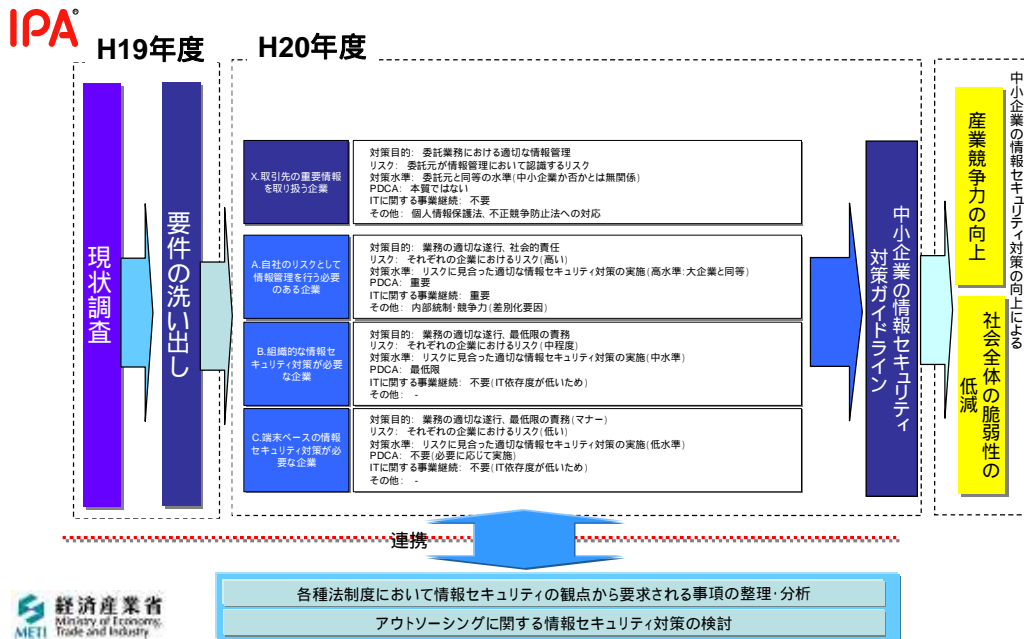 IPA
H19年度
H20年度
現状調査
要件の洗い出し
X.取引先の重要情報
を取り扱う企業
対策目的: 委託業務における適切な情報管理
リスク: 委託元が情報管理において認識するリスク
対策水準: 委託元と同等の水準(中小企業か否かとは無関係)
PDCA: 本質ではない
ITに関する事業継続: 不要
その他: 個人情報保護法、不正競争防止法への対応
A.自社のリスクとして
情報管理を行う必要
のある企業
対策目的: 業務の適切な遂行、社会的責任
リスク: それぞれの企業におけるリスク(高い)
対策水準: リスクに見合った適切な情報セキュリティ対策の実施(高水準:大企業と同等)
PDCA: 重要
ITに関する事業継続: 重要
その他: 内部統制・競争力(差別化要因)
B.組織的な情報セ
キュリティ対策が必要
な企業
対策目的: 業務の適切な遂行、最低限の責務
リスク: それぞれの企業におけるリスク(中程度)
対策水準: リスクに見合った適切な情報セキュリティ対策の実施(中水準)
PDCA: 最低限
ITに関する事業継続: 不要(IT依存度が低いため)
その他: -
C.端末ベースの情報
セキュリティ対策が必
要な企業
対策目的: 業務の適切な遂行、最低限の責務(マナー)
リスク: それぞれの企業におけるリスク(低い)
対策水準: リスクに見合った適切な情報セキュリティ対策の実施(低水準)
PDCA: 不要(必要に応じて実施)
ITに関する事業継続: 不要(IT依存度が低いため)
その他: -
中小企業の情報セキュリティ
対策ガイドライン
中小企業の情報セキュリティ対策の向上による
産業競争力の向上
社会全体の脆弱性の
低減
連携
各種法制度において情報セキュリティの観点から要求される事項の整理・分析
アウトソーシングに関する情報セキュリティ対策の検討
METI
経済産業省
Ministry of Economy,
Trade and Industry